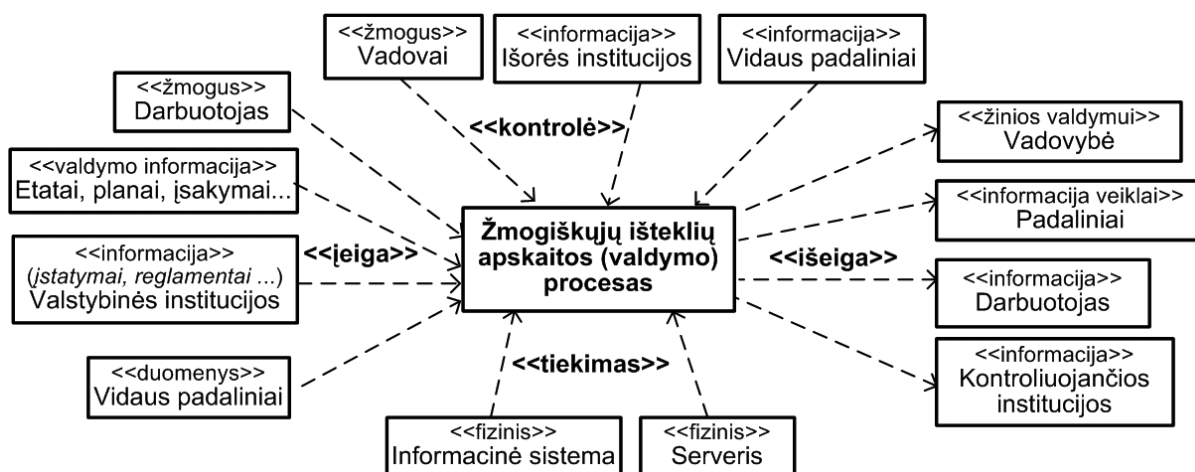 <<žmogus>>
Vadovai
<<informacija>>
Išorės institucijos
<<informacija>>
Vidaus padaliniai
<<žmogus>>
Darbuotojas
<<kontrolė>>
<<žinios valdymui>>
Vadovybė
<<valdymo informacija>>
Etatai, planai, įsakymai...
<<informacija veiklai>>
Padaliniai
<<informacija>>
(įstatymai, reglamentai ...)
Valstybinės institucijos
<<įeiga>>
Žmogiškųjų išteklių
apskaitos (valdymo)
procesas
<<išeiga>>
<<informacija>>
Darbuotojas
<<duomenys>>
Vidaus padaliniai
<<tiekimas>>
<<informacija>>
Kontroliuojančios
institucijos
<<fizinis>>
Informacinė sistema
<<fizinis>>
Serveris